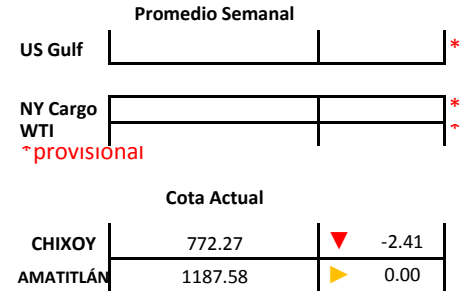 Promedio Semanal
US Gulf *
NY Cargo *
WTI *
*provisional
Cota Actual
CHIXOY 772.27 ▼ -2.41
AMATITLÁN 1187.58 ► 0.00